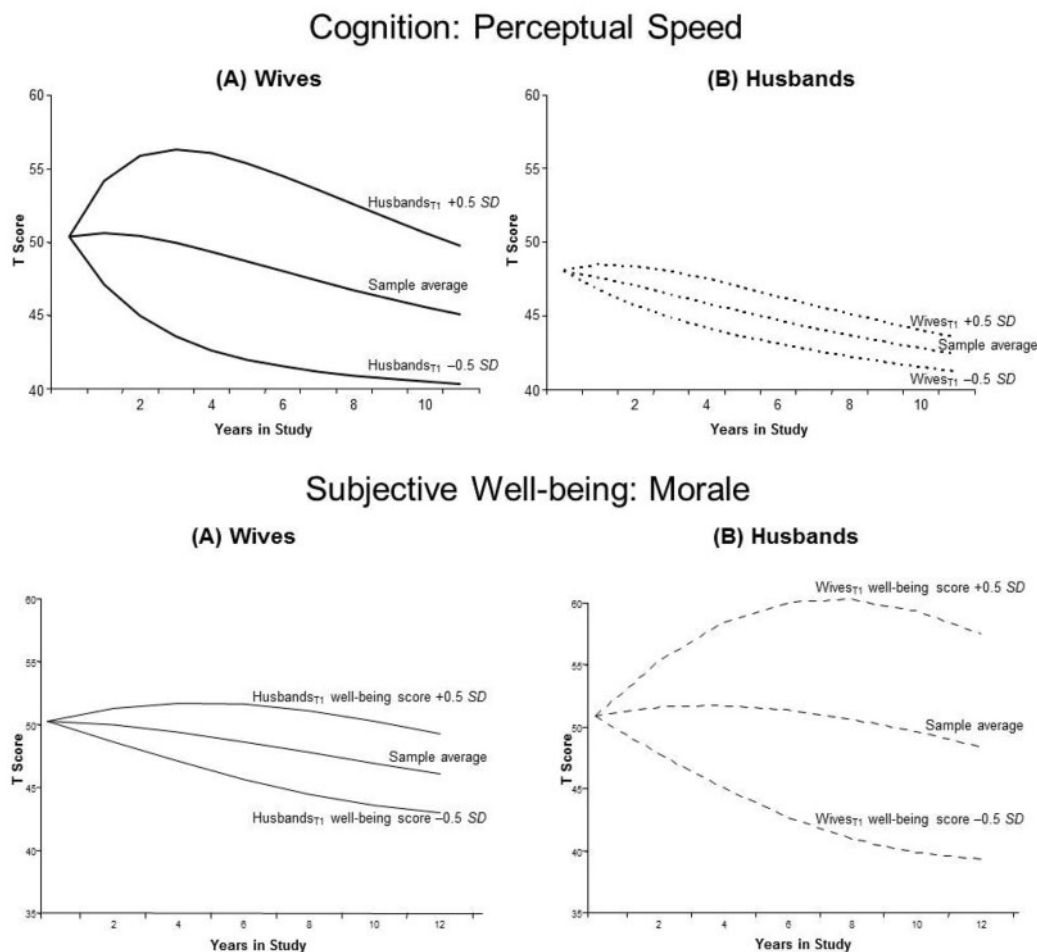 Cognition: Perceptual Speed
(A) Wives
(B) Husbands
60
55
50
45
40
T Score
Husbands_T1 +0.5 SD
Sample average
Husbands_T1 –0.5 SD
2 4 6 8 10
Years in Study
60
55
50
45
40
T Score
Wives_T1 +0.5 SD
Sample average
Wives_T1 –0.5 SD
2 4 6 8 10
Years in Study
Subjective Well-being: Morale
(A) Wives
(B) Husbands
60
55
50
45
40
35
T Score
Husbands_T1 well-being score +0.5 SD
Sample average
Husbands_T1 well-being score –0.5 SD
2 4 6 8 10 12
Years in Study
60
55
50
45
40
35
T Score
Wives_T1 well-being score +0.5 SD
Sample average
Wives_T1 well-being score –0.5 SD
2 4 6 8 10 12
Years in Study